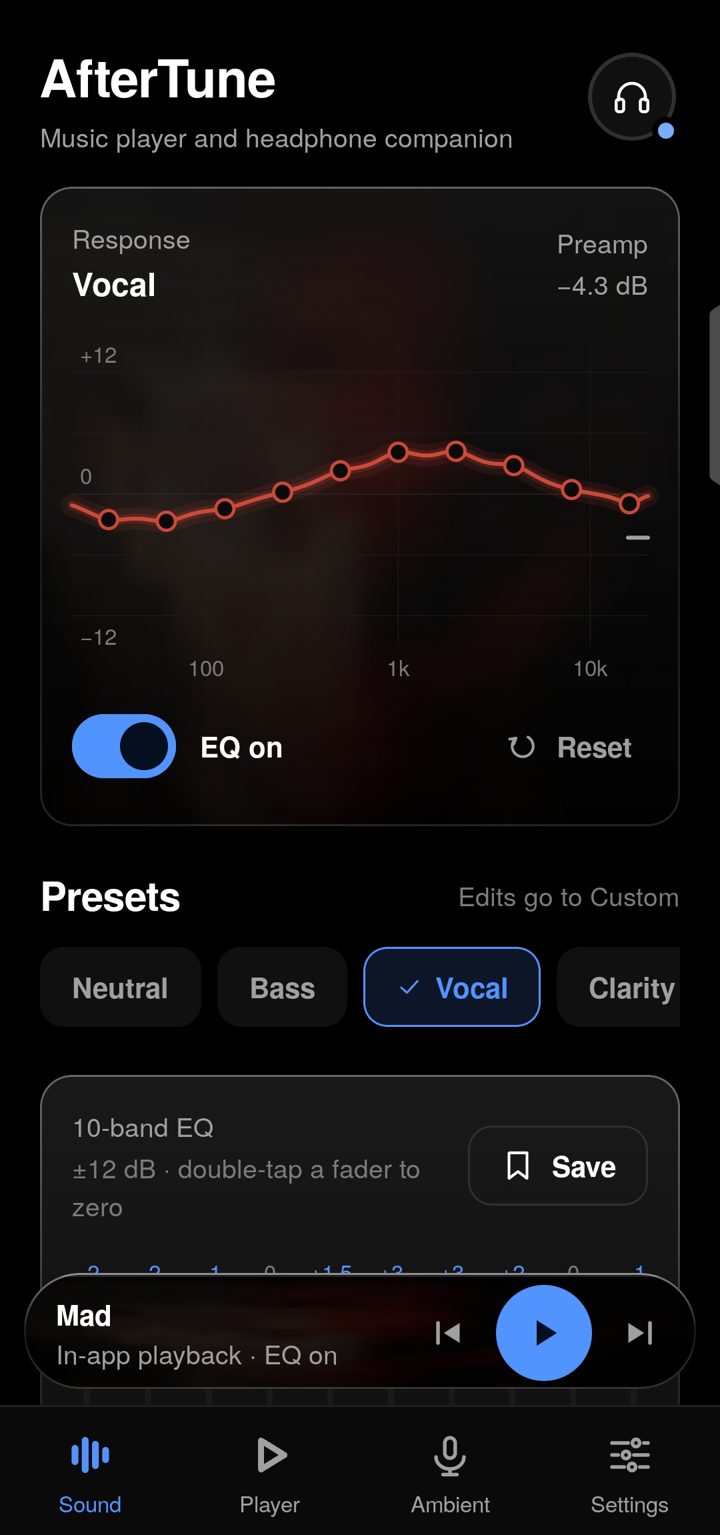 AfterTune
Music player and headphone companion
Response
Preamp
Vocal
−4.3 dB
+12
0
−12
100 1k 10k
EQ on
Reset
Presets
Edits go to Custom
Neutral Bass Vocal Clarity
10-band EQ
±12 dB · double-tap a fader to
zero
Save
Mad
In-app playback · EQ on
Sound Player Ambient Settings